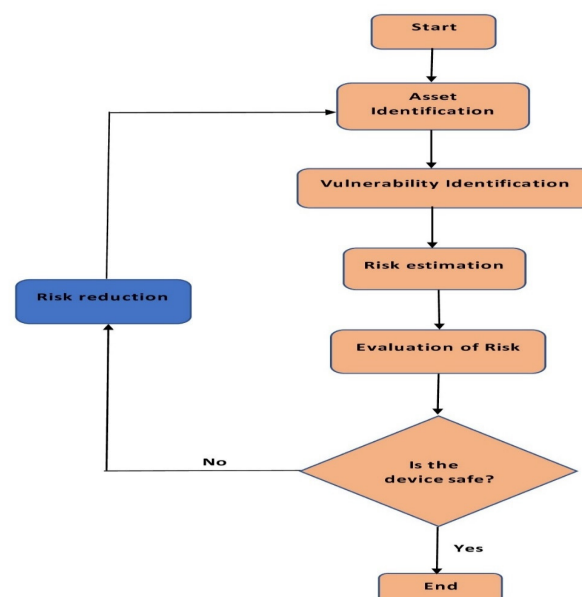 Start
Asset
Identification
Vulnerability Identification
Risk estimation
Risk reduction
Evaluation of Risk
No
Is the
device safe?
Yes
End